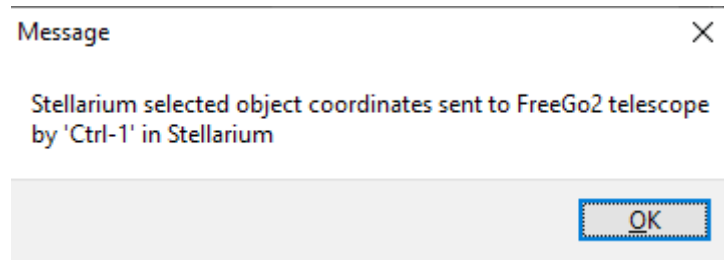 Message
Stellarium selected object coordinates sent to FreeGo2 telescope
by 'Ctrl-1' in Stellarium
OK